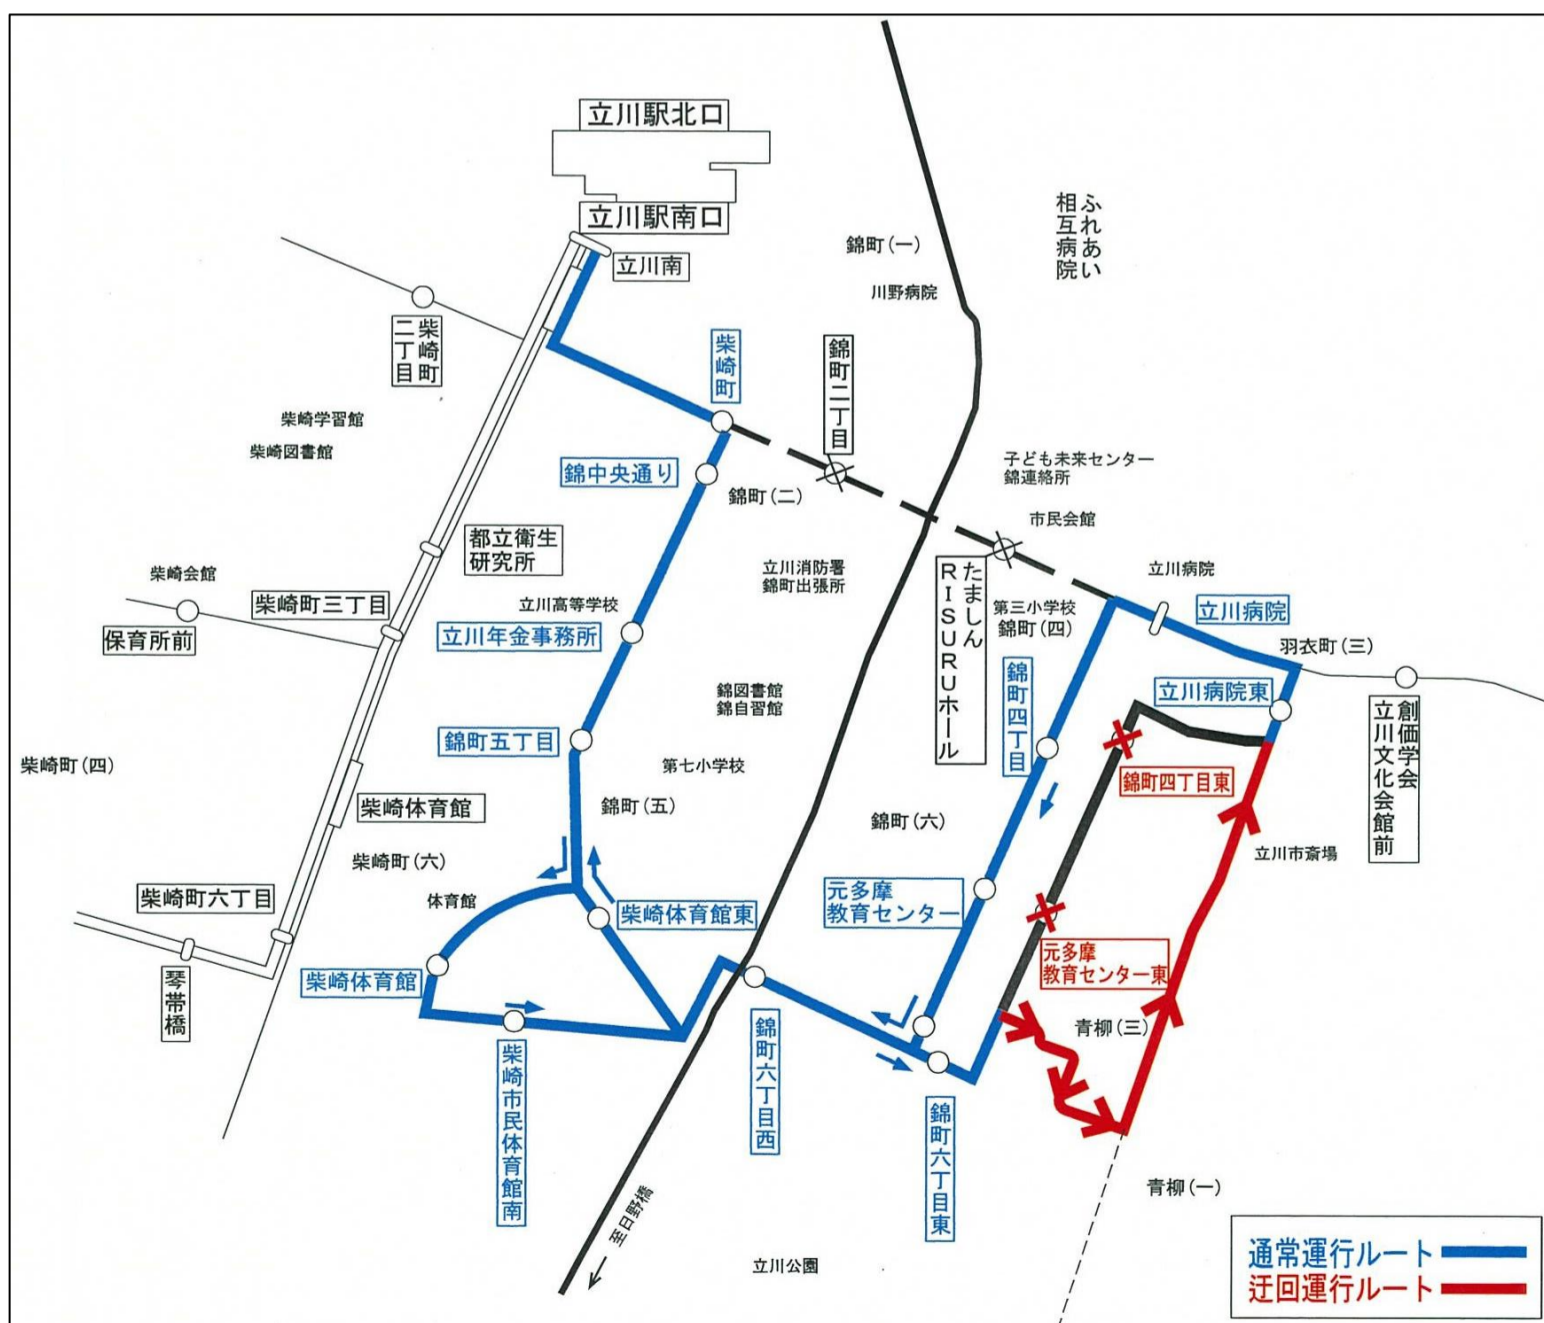 立川駅北口
立川駅南口
立川南
錦町(一)
川野病院
ふれあい
相互病院
柴崎町
二丁目
柴崎町
錦町二丁目
柴崎学習館
柴崎図書館
錦中央通り
錦町(二)
子ども未来センター
錦連絡所
市民会館
都立衛生
研究所
立川消防署
錦町出張所
たましん
RISURUホール
立川病院
立川病院
柴崎会館
柴崎町三丁目
保育所前
立川高等学校
立川年金事務所
第三小学校
錦町(四)
羽衣町(三)
錦町四丁目
立川病院東
創価学会
立川文化会館前
錦図書館
錦自習館
錦町五丁目
第七小学校
柴崎町(四)
錦町四丁目東
柴崎体育館
錦町(五)
錦町(六)
立川市斎場
柴崎町(六)
柴崎町六丁目
体育館
柴崎体育館東
元多摩
教育センター
元多摩
教育センター東
琴帯橋
柴崎体育館
柴崎市民体育館南
錦町六丁目西
錦町六丁目東
青柳(三)
青柳(一)
至日野橋
立川公園
通常運行ルート
迂回運行ルート